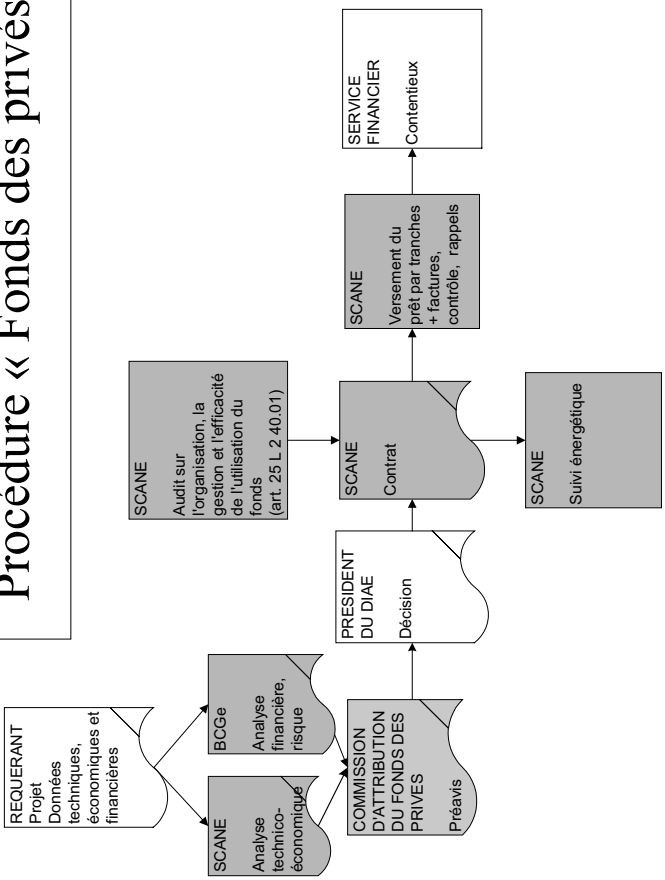 Procédure « Fonds des privés
REQUERANT
Projet
Données
techniques,
économiques et
financières
SCANE
Analyse
technico-
économique
BCGe
Analyse
financière,
risque
COMMISSION
D'ATTRIBUTION
DU FONDS DES
PRIVES
Préavis
PRESIDENT
DU DIAE
Décision
SCANE
Audit sur
l'organisation, la
gestion et l'efficacité
de l'utilisation du
fonds
(art. 25 L 2 40.01)
SCANE
Contrat
SCANE
Suivi énergétique
SCANE
Versement du
prêt par tranches
+ factures,
contrôle, rappels
SERVICE
FINANCIER
Contentieux